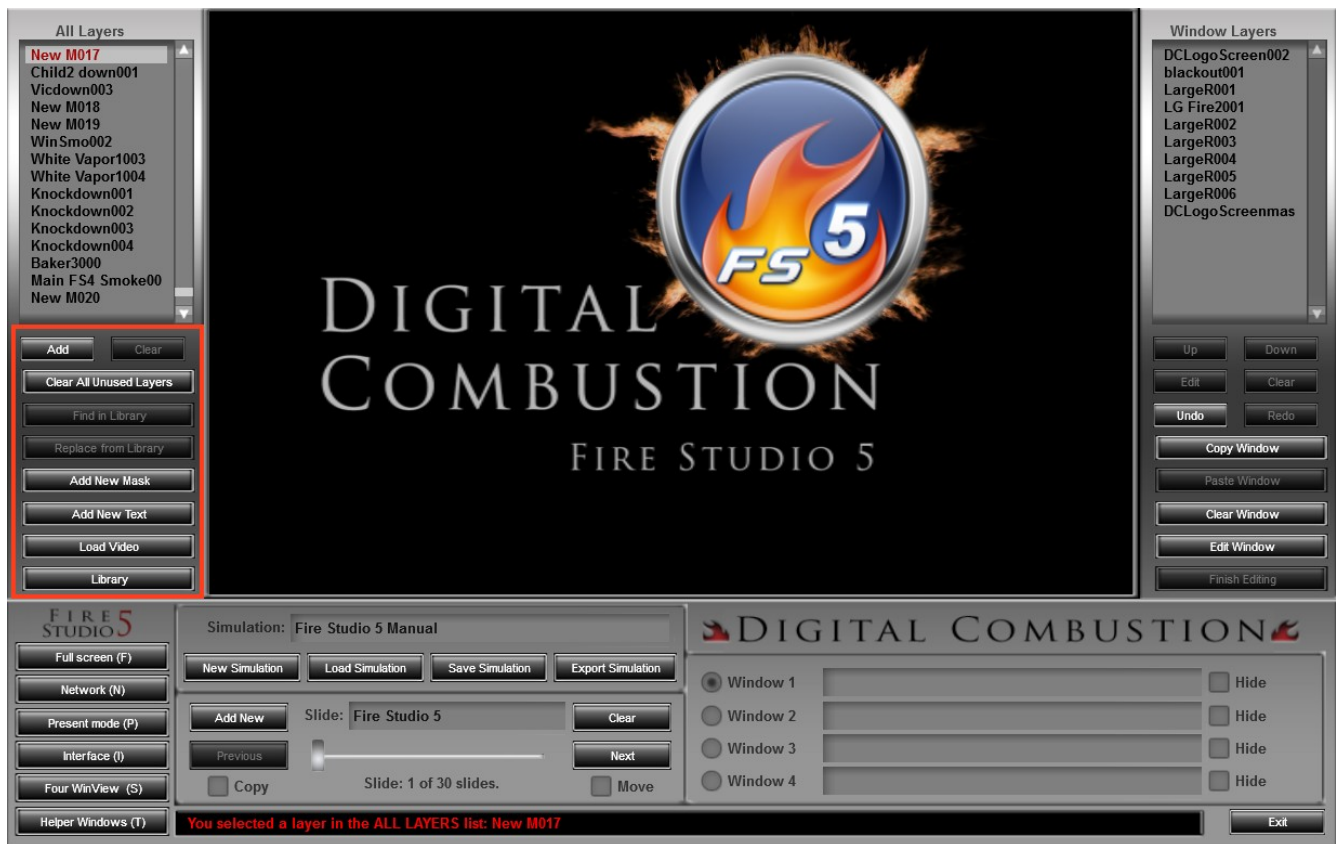 All Layers
New M017
Child2 down001
Vicdown003
New M018
New M019
WinSmo002
White Vapor1003
White Vapor1004
Knockdown001
Knockdown002
Knockdown003
Knockdown004
Baker3000
Main FS4 Smoke00
New M020
Add
Clear
Clear All Unused Layers
Find in Library
Replace from Library
Add New Mask
Add New Text
Load Video
Library
FS 5
DIGITAL
COMBUSTION
FIRE STUDIO 5
Window Layers
DCLogoScreen002
blackout001
LargeR001
LG Fire2001
LargeR002
LargeR003
LargeR004
LargeR005
LargeR006
DCLogoScreenmas
Up
Down
Edit
Clear
Undo
Redo
Copy Window
Paste Window
Clear Window
Edit Window
Finish Editing
FIRE
STUDIO 5
Full screen (F)
Network (N)
Present mode (P)
Interface (I)
Four WinView (S)
Helper Windows (T)
Simulation: Fire Studio 5 Manual
New Simulation
Load Simulation
Save Simulation
Export Simulation
Add New
Slide: Fire Studio 5
Clear
Previous
Next
Copy
Slide: 1 of 30 slides.
Move
DIGITAL COMBUSTION
Window 1
Hide
Window 2
Hide
Window 3
Hide
Window 4
Hide
You selected a layer in the ALL LAYERS list: New M017
Exit